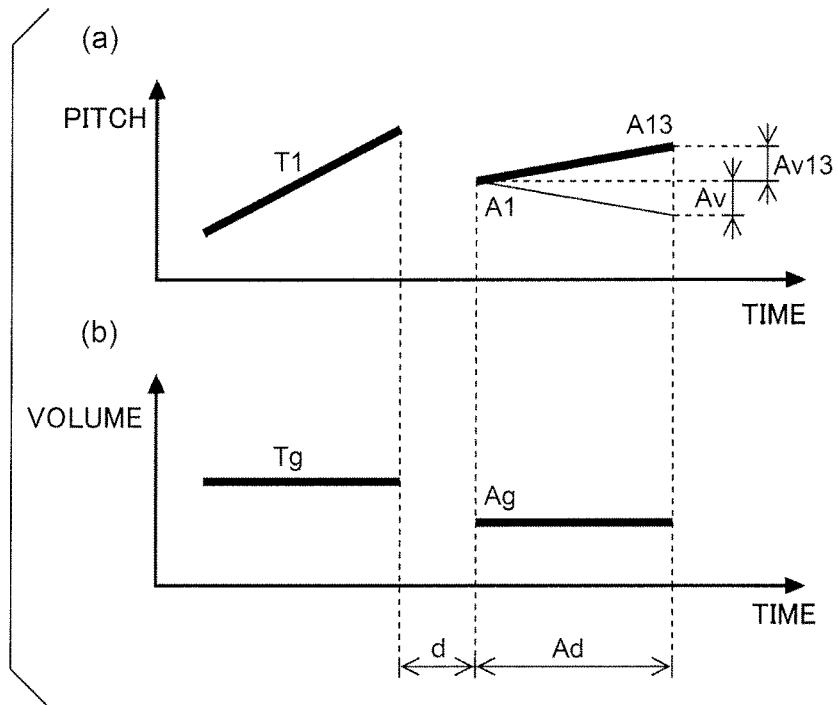 (a)
PITCH
T1
A13
A1
Av
Av13
TIME
(b)
VOLUME
Tg
Ag
TIME
d
Ad